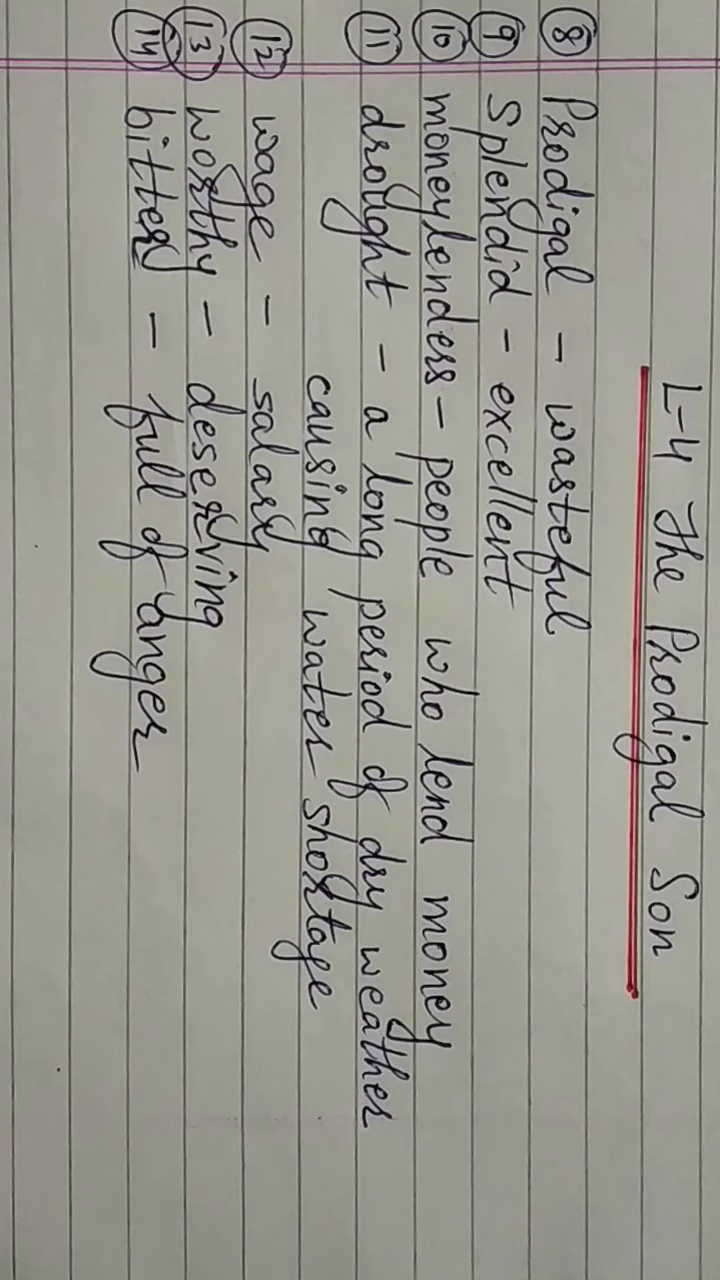 L-4 The Prodigal Son
⑧ Prodigal - wasteful
⑨ Splendid - excellent
⑩ moneylenders - people who lend money
⑪ drought - a long period of dry weather
causing water shortage
⑫ wage - salary
⑬ worthy - deserving
⑭ bitter - full of anger